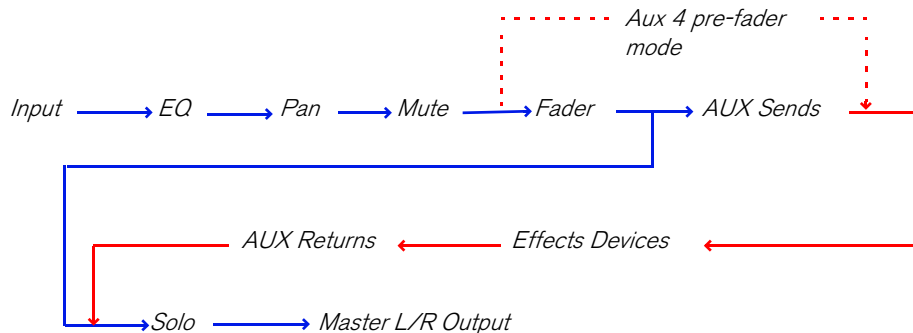 Aux 4 pre-fader
mode
Input EQ Pan Mute Fader AUX Sends
AUX Returns Effects Devices
Solo Master L/R Output